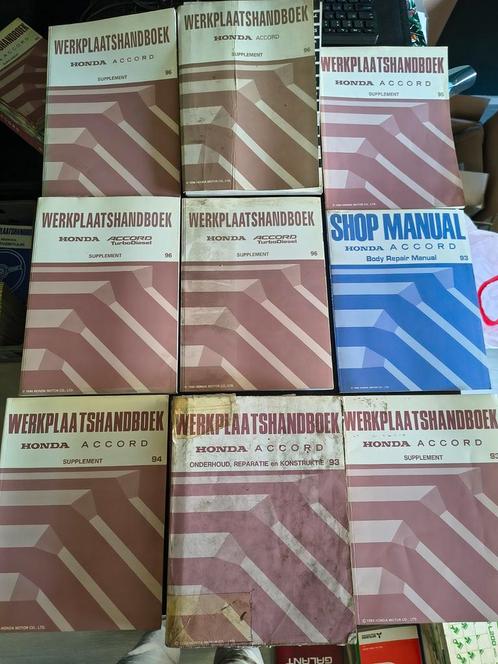 WERKPLAATSHANDBOEK
HONDA ACCORD
SUPPLEMENT
96
WERKPLAATSHANDBOEK
HONDA ACCORD
SUPPLEMENT
96
WERKPLAATSHANDBOEK
HONDA ACCORD
SUPPLEMENT
95
WERKPLAATSHANDBOEK
HONDA ACCORD
TurboDiesel
SUPPLEMENT 96
WERKPLAATSHANDBOEK
HONDA ACCORD
TurboDiesel
SUPPLEMENT 96
SHOP MANUAL
HONDA ACCORD
Body Repair Manual 93
WERKPLAATSHANDBOEK
HONDA ACCORD
SUPPLEMENT 94
WERKPLAATSHANDBOEK
HONDA ACCORD
ONDERHOUD, REPARATIE en KONSTRUKTIE 93
WERKPLAATSHANDBOEK
HONDA ACCORD
SUPPLEMENT 93
GALANT